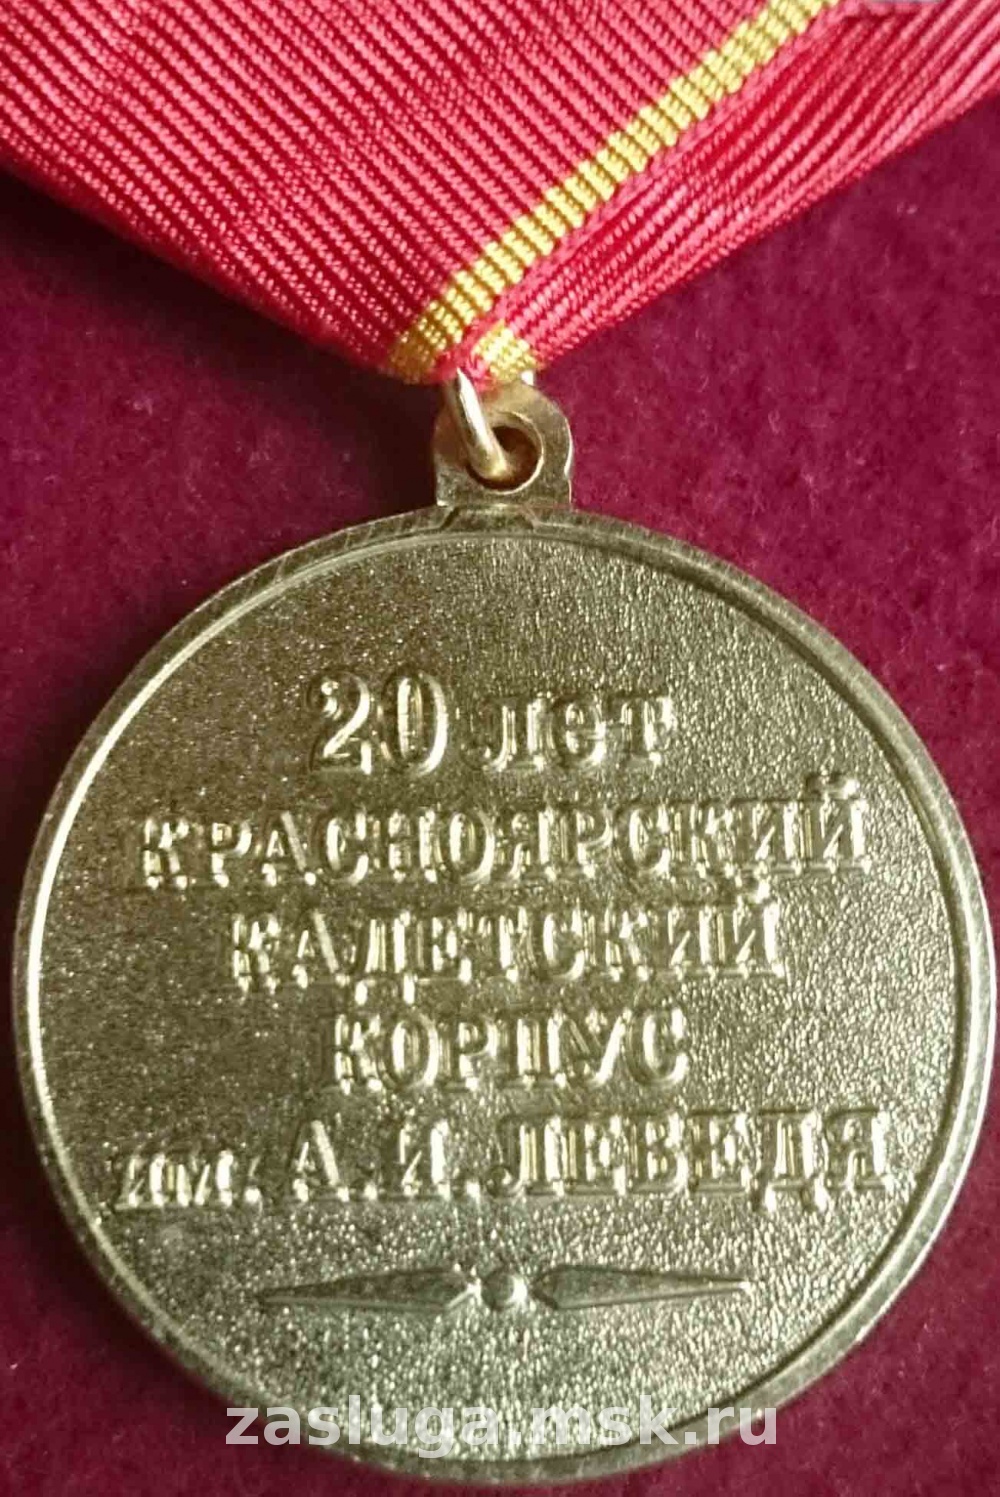 20 лет
КРАСНОЯРСКИЙ
КАДЕТСКИЙ
КОРПУС
им. А.И.ЛЕБЕДЯ
zasluga.msk.ru